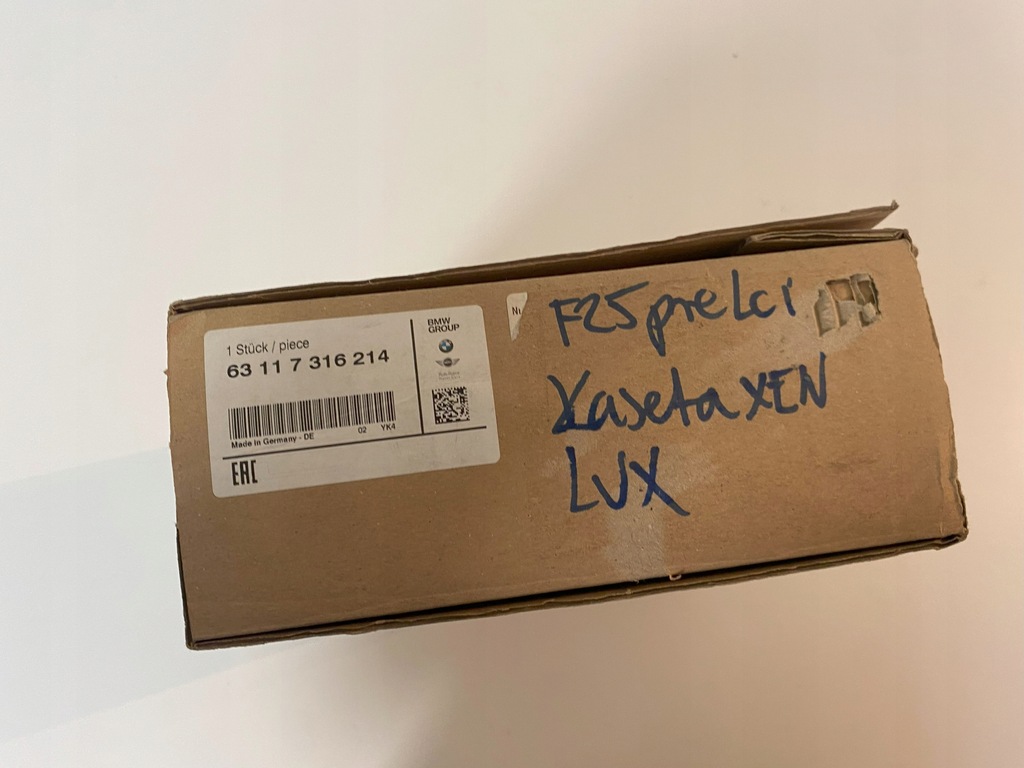 1 Stück / piece
63 11 7 316 214
Made in Germany - DE 02 YK4
EAC
BMW
GROUP
F25 preLci
Kaseta XEN
LUX